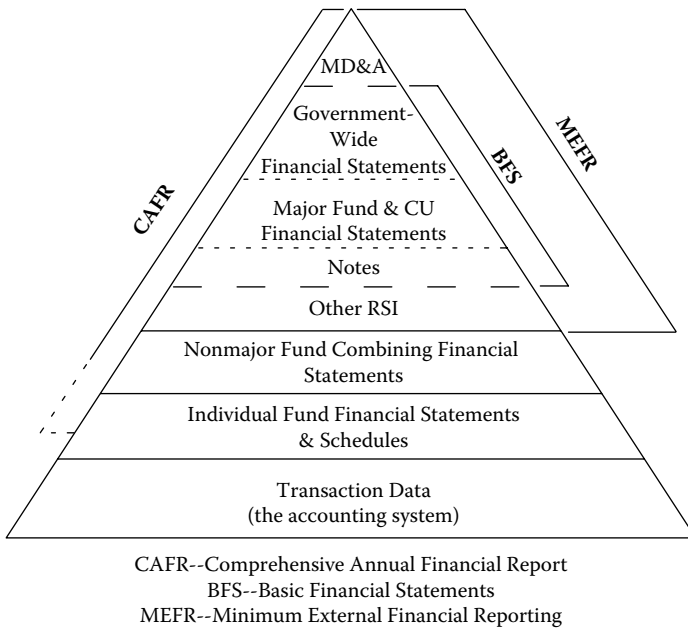 MD&A
Government-
Wide
Financial Statements
Major Fund & CU
Financial Statements
Notes
Other RSI
Nonmajor Fund Combining Financial
Statements
Individual Fund Financial Statements
& Schedules
Transaction Data
(the accounting system)
CAFR
BFS
MEFR
CAFR--Comprehensive Annual Financial Report
BFS--Basic Financial Statements
MEFR--Minimum External Financial Reporting